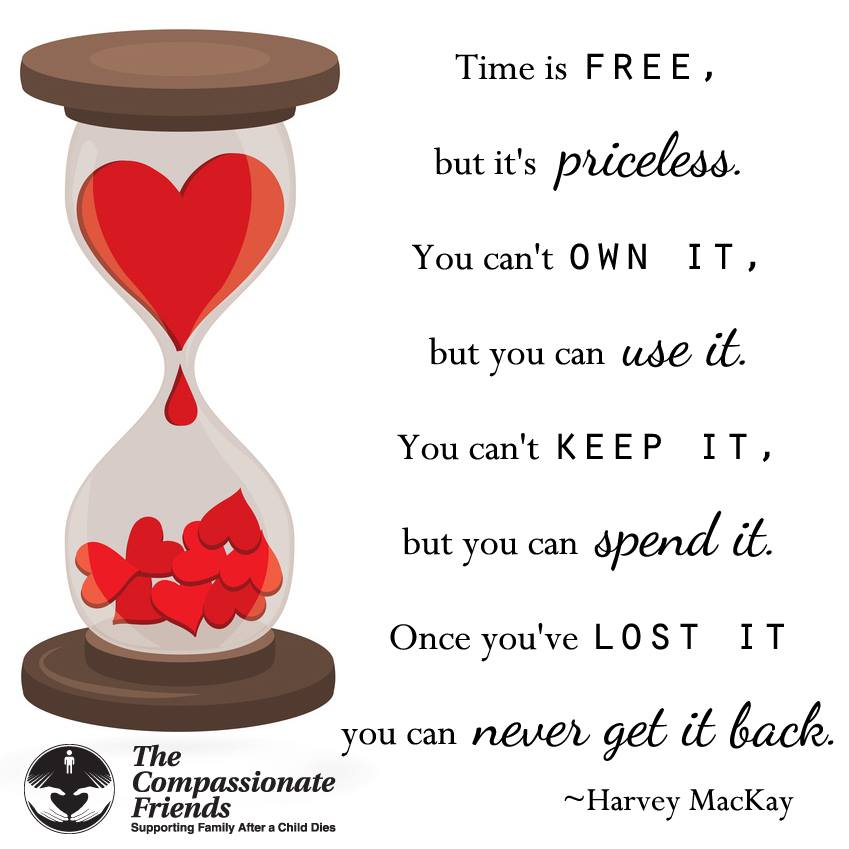 Time is FREE,
but it's priceless.
You can't OWN IT,
but you can use it.
You can't KEEP IT,
but you can spend it.
Once you've LOST IT
you can never get it back.
~Harvey MacKay
The
Compassionate
Friends
Supporting Family After a Child Dies